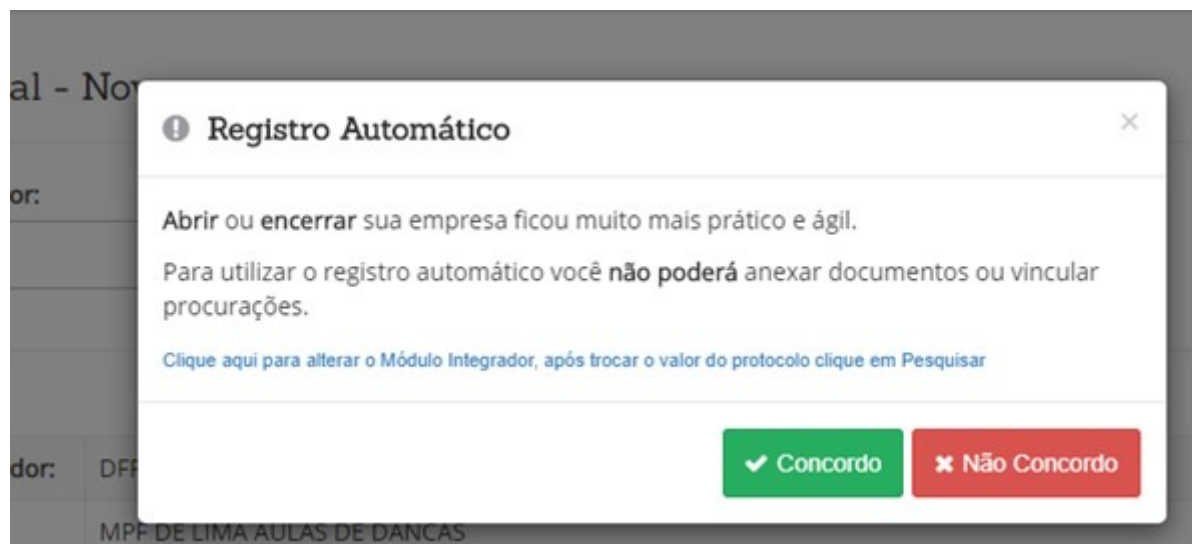 al - Nov
Registro Automático
×
or:
Abrir ou encerrar sua empresa ficou muito mais prático e ágil.
Para utilizar o registro automático você não poderá anexar documentos ou vincular
procurações.
Clique aqui para alterar o Módulo Integrador, após trocar o valor do protocolo clique em Pesquisar
Concordo
Não Concordo
dor: DFP
MPF DE LIMA AULAS DE DANCAS